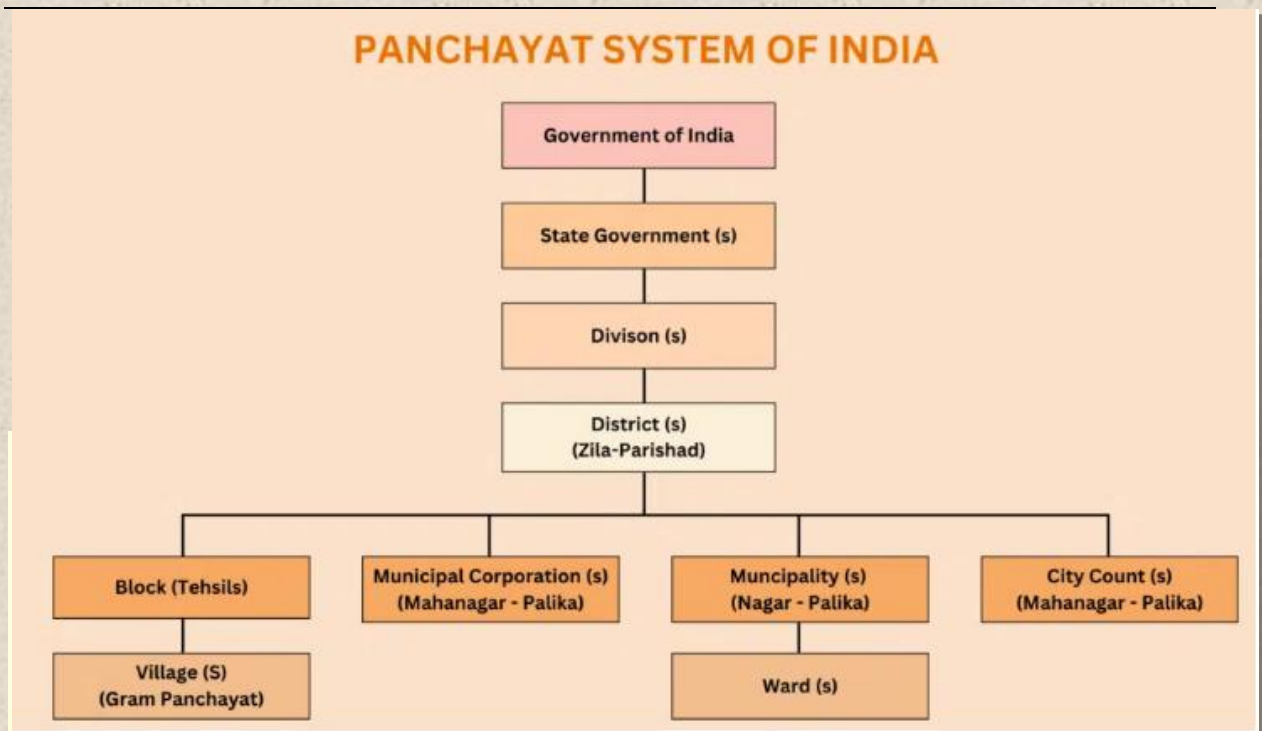 PANCHAYAT SYSTEM OF INDIA
Government of India
State Government (s)
Divison (s)
District (s)
(Zila-Parishad)
Block (Tehsils)
Municipal Corporation (s)
(Mahanagar - Palika)
Muncipality (s)
(Nagar - Palika)
City Count (s)
(Mahanagar - Palika)
Village (S)
(Gram Panchayat)
Ward (s)